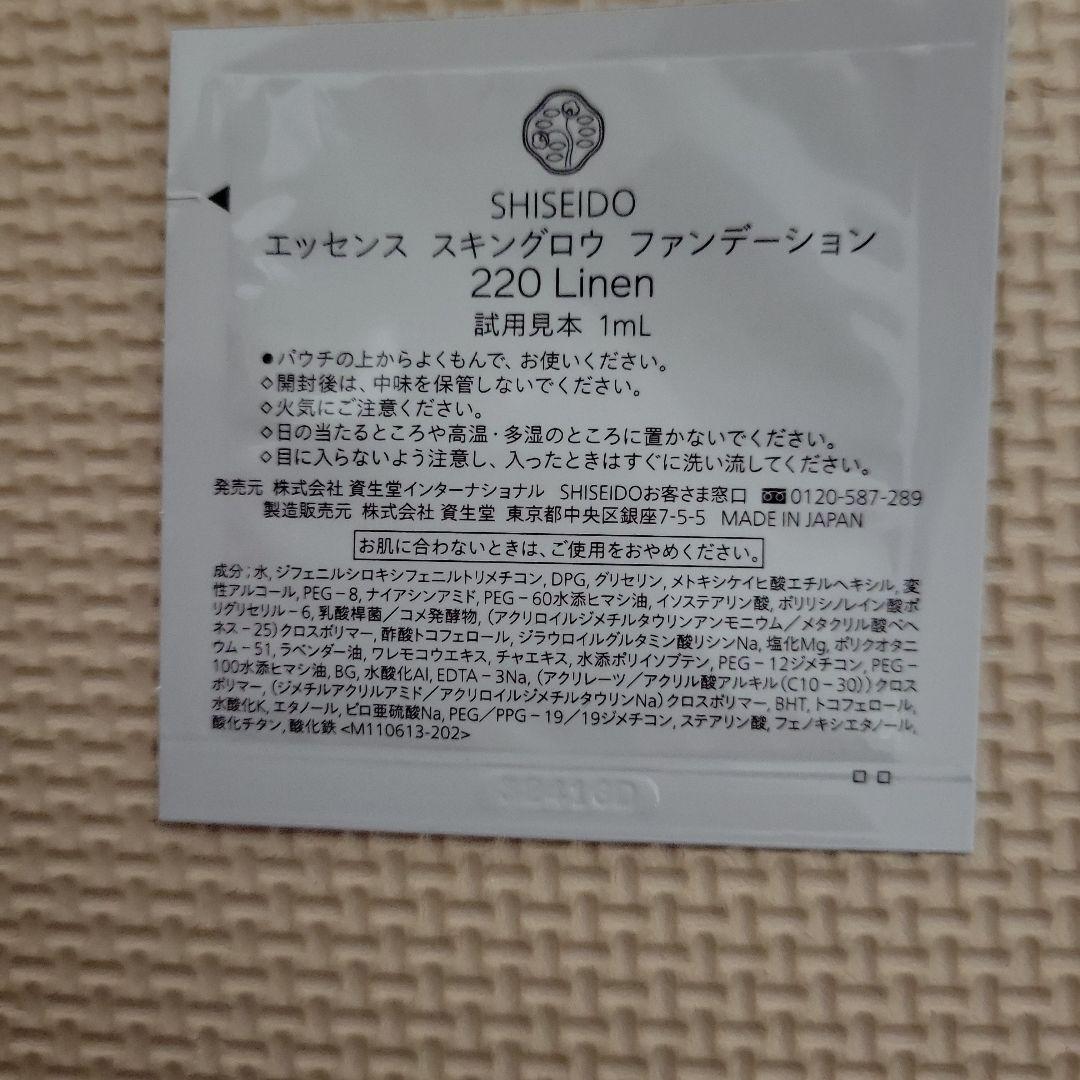 SHISEIDO
エッセンス スキングロウ ファンデーション
220 Linen
試用見本 1mL
●パウチの上からよくもんで、お使いください。
◇開封後は、中味を保管しないでください。
◇火気にご注意ください。
◇日の当たるところや高温・多湿のところに置かないでください。
◇目に入らないよう注意し、入ったときはすぐに洗い流してください。
発売元 株式会社 資生堂インターナショナル SHISEIDOお客さま窓口 0120-587-289
製造販売元 株式会社 資生堂 東京都中央区銀座7-5-5 MADE IN JAPAN
お肌に合わないときは、ご使用をおやめください。
成分；水, ジフェニルシロキシフェニルトリメチコン, DPG, グリセリン, メトキシケイヒ酸エチルヘキシル, 変
性アルコール, PEG－8, ナイアシンアミド, PEG－60水添ヒマシ油, イソステアリン酸, ポリリシノレイン酸ポ
リグリセリル－6, 乳酸桿菌／コメ発酵物, （アクリロイルジメチルタウリンアンモニウム／メタクリル酸ベヘ
ネス－25）クロスポリマー, 酢酸トコフェロール, ジラウロイルグルタミン酸リシンNa, 塩化Mg, ポリクオタニ
ウム－51, ラベンダー油, ワレモコウエキス, チャエキス, 水添ポリイソブテン, PEG－12ジメチコン, PEG－
100水添ヒマシ油, BG, 水酸化Al, EDTA－3Na, （アクリレーツ／アクリル酸アルキル（C10－30））クロス
ポリマー, （ジメチルアクリルアミド／アクリロイルジメチルタウリンNa）クロスポリマー, BHT, トコフェロール,
水酸化K, エタノール, ピロ亜硫酸Na, PEG／PPG－19／19ジメチコン, ステアリン酸, フェノキシエタノール,
酸化チタン, 酸化鉄 <M110613-202>